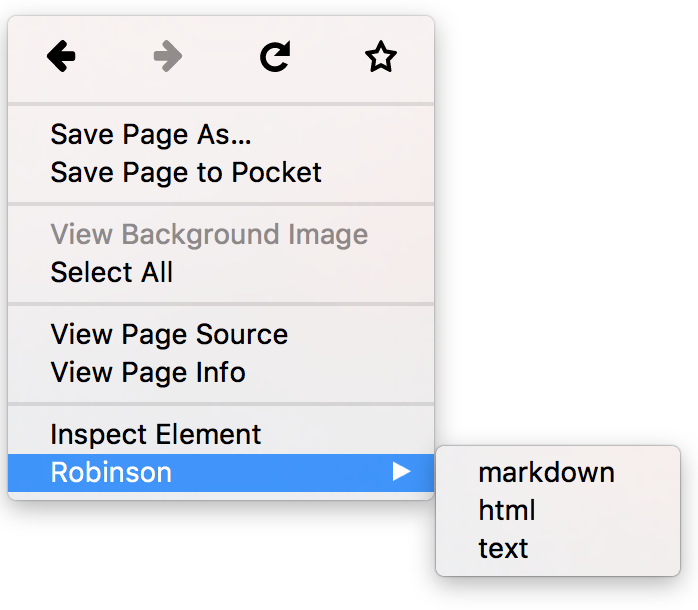 Save Page As...
Save Page to Pocket
View Background Image
Select All
View Page Source
View Page Info
Inspect Element
Robinson
markdown
html
text